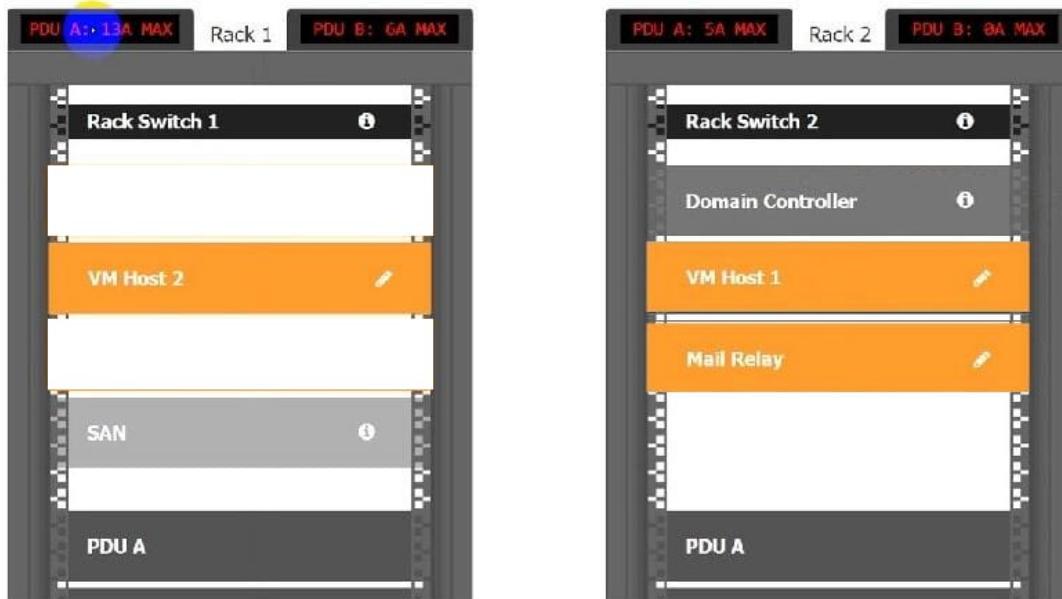 PDU A: 13A MAX
Rack 1
PDU B: 6A MAX
Rack Switch 1
VM Host 2
SAN
PDU A
PDU A: 5A MAX
Rack 2
PDU B: 0A MAX
Rack Switch 2
Domain Controller
VM Host 1
Mail Relay
PDU A